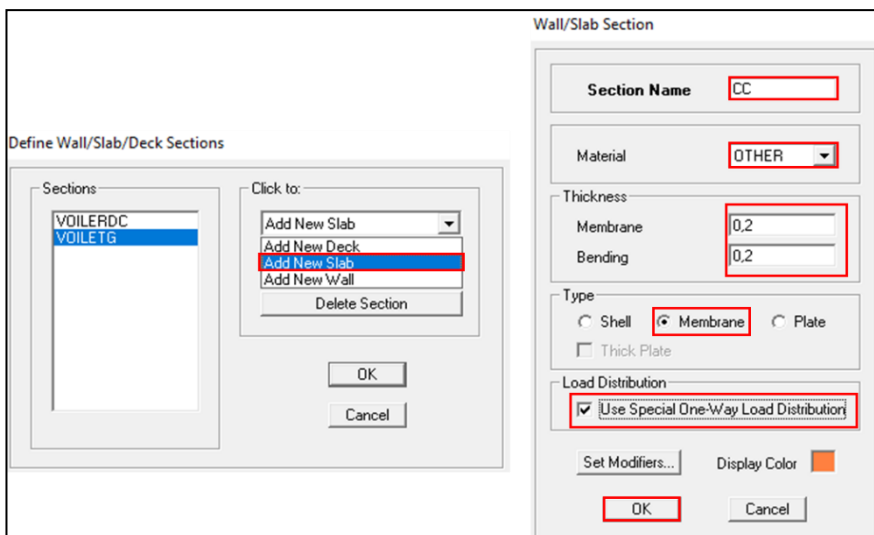 Define Wall/Slab/Deck Sections
Sections
VOILERDC
VOILETG
Click to:
Add New Slab
Add New Deck
Add New Slab
Add New Wall
Delete Section
OK
Cancel
Wall/Slab Section
Section Name CC
Material OTHER
Thickness
Membrane 0,2
Bending 0,2
Type
Shell Membrane Plate
Thick Plate
Load Distribution
Use Special One-Way Load Distribution
Set Modifiers... Display Color
OK Cancel